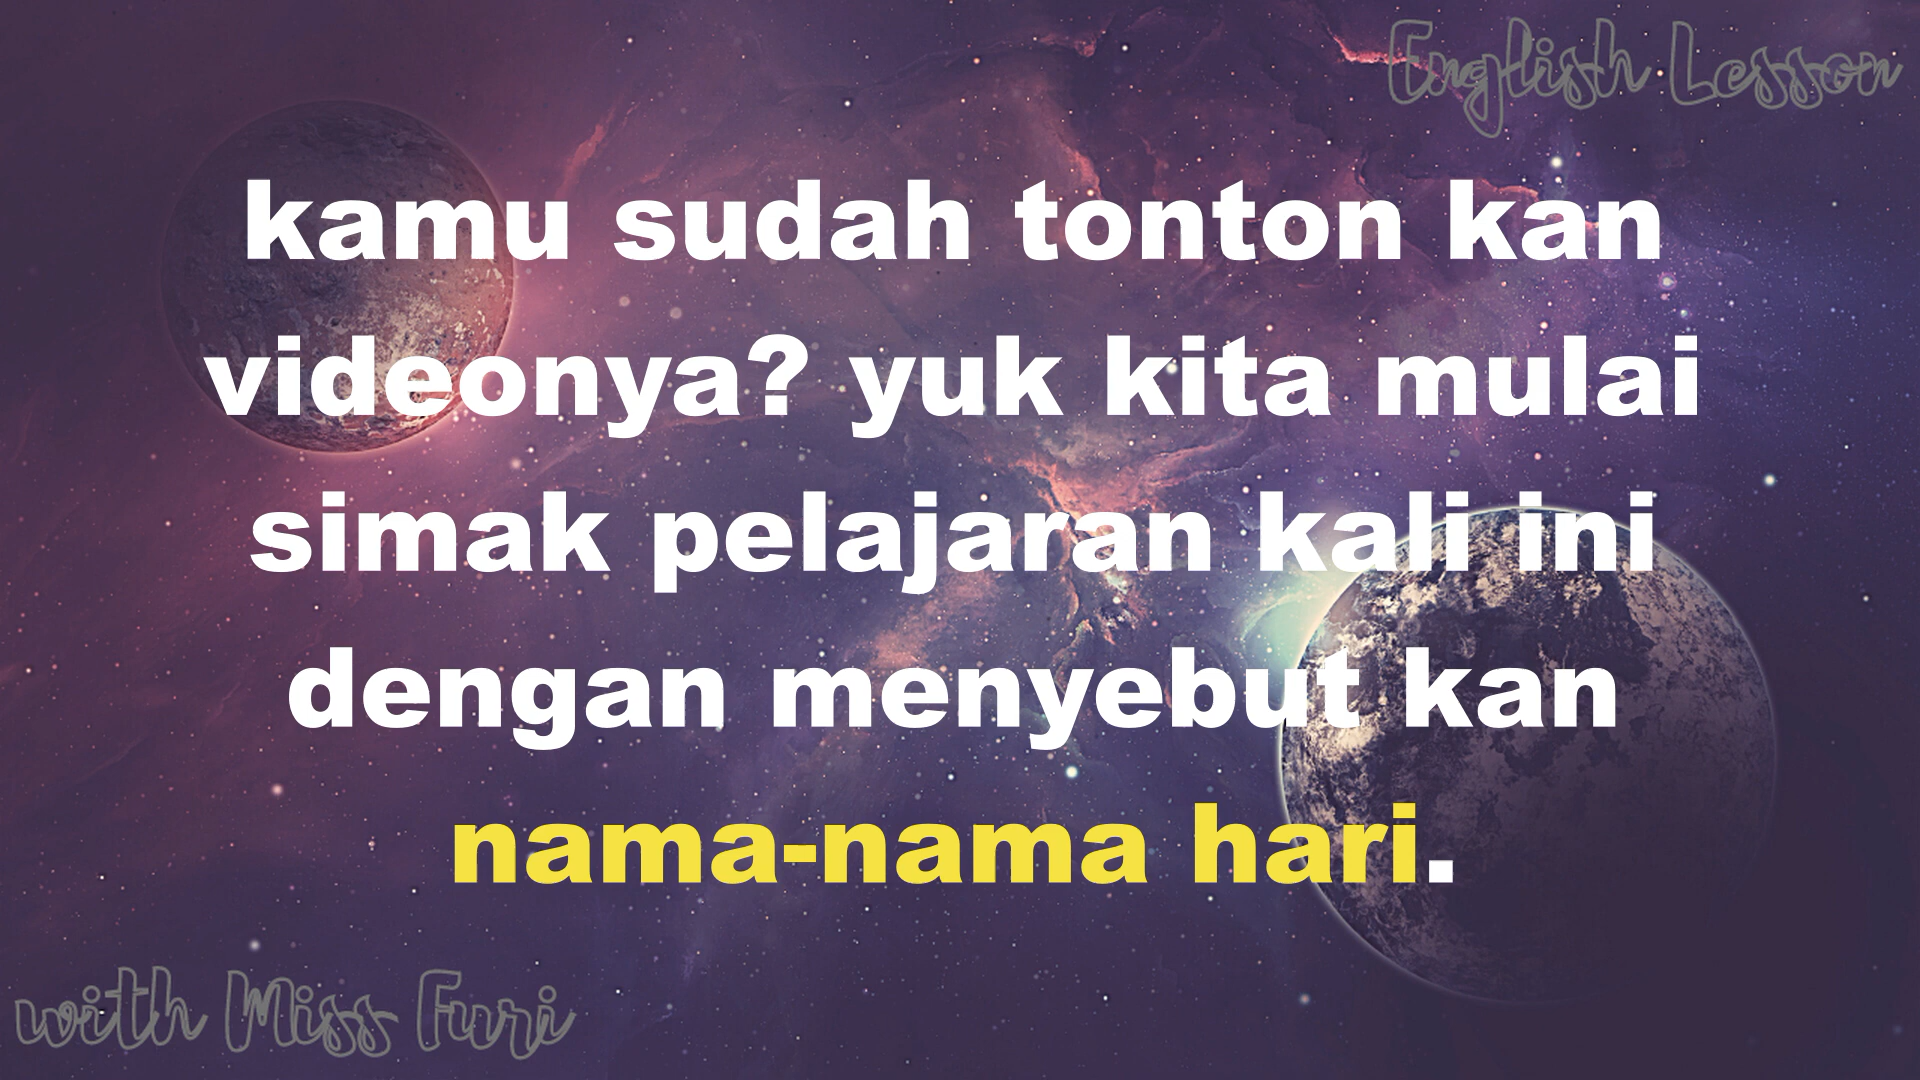 English Lesson
kamu sudah tonton kan
videonya? yuk kita mulai
simak pelajaran kali ini
dengan menyebut kan
nama-nama hari.
with Miss Furi